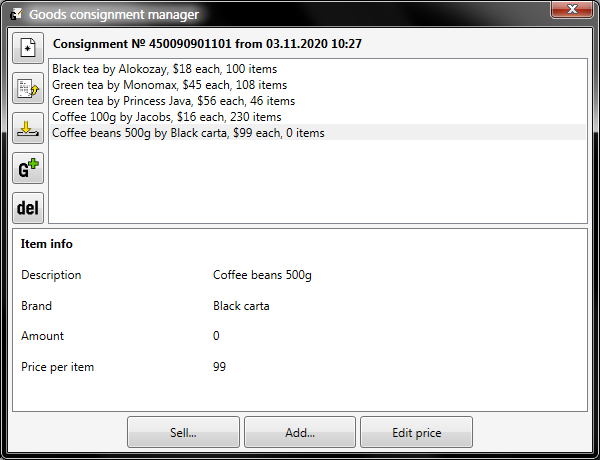 Goods consignment manager
Consignment № 450090901101 from 03.11.2020 10:27
Black tea by Alokozay, $18 each, 100 items
Green tea by Monomax, $45 each, 108 items
Green tea by Princess Java, $56 each, 46 items
Coffee 100g by Jacobs, $16 each, 230 items
Coffee beans 500g by Black carta, $99 each, 0 items
G
del
Item info
Description Coffee beans 500g
Brand Black carta
Amount 0
Price per item 99
Sell... Add... Edit price